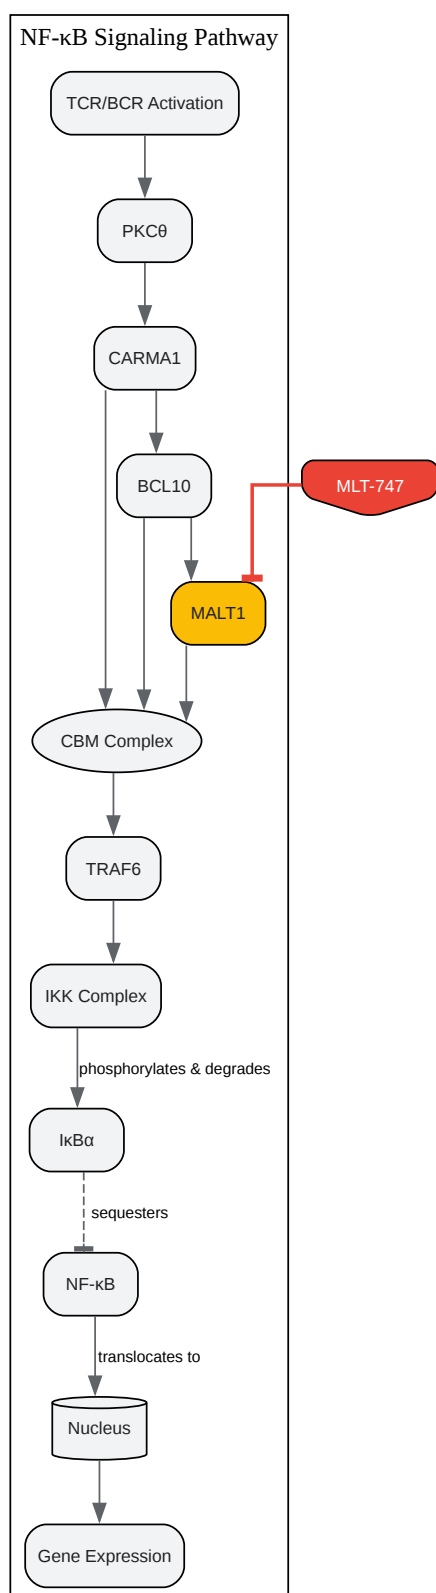 NF-κB Signaling Pathway
TCR/BCR Activation
PKCθ
CARMA1
BCL10
MLT-747
MALT1
CBM Complex
TRAF6
IKK Complex
phosphorylates & degrades
IκBα
sequesters
NF-κB
translocates to
Nucleus
Gene Expression